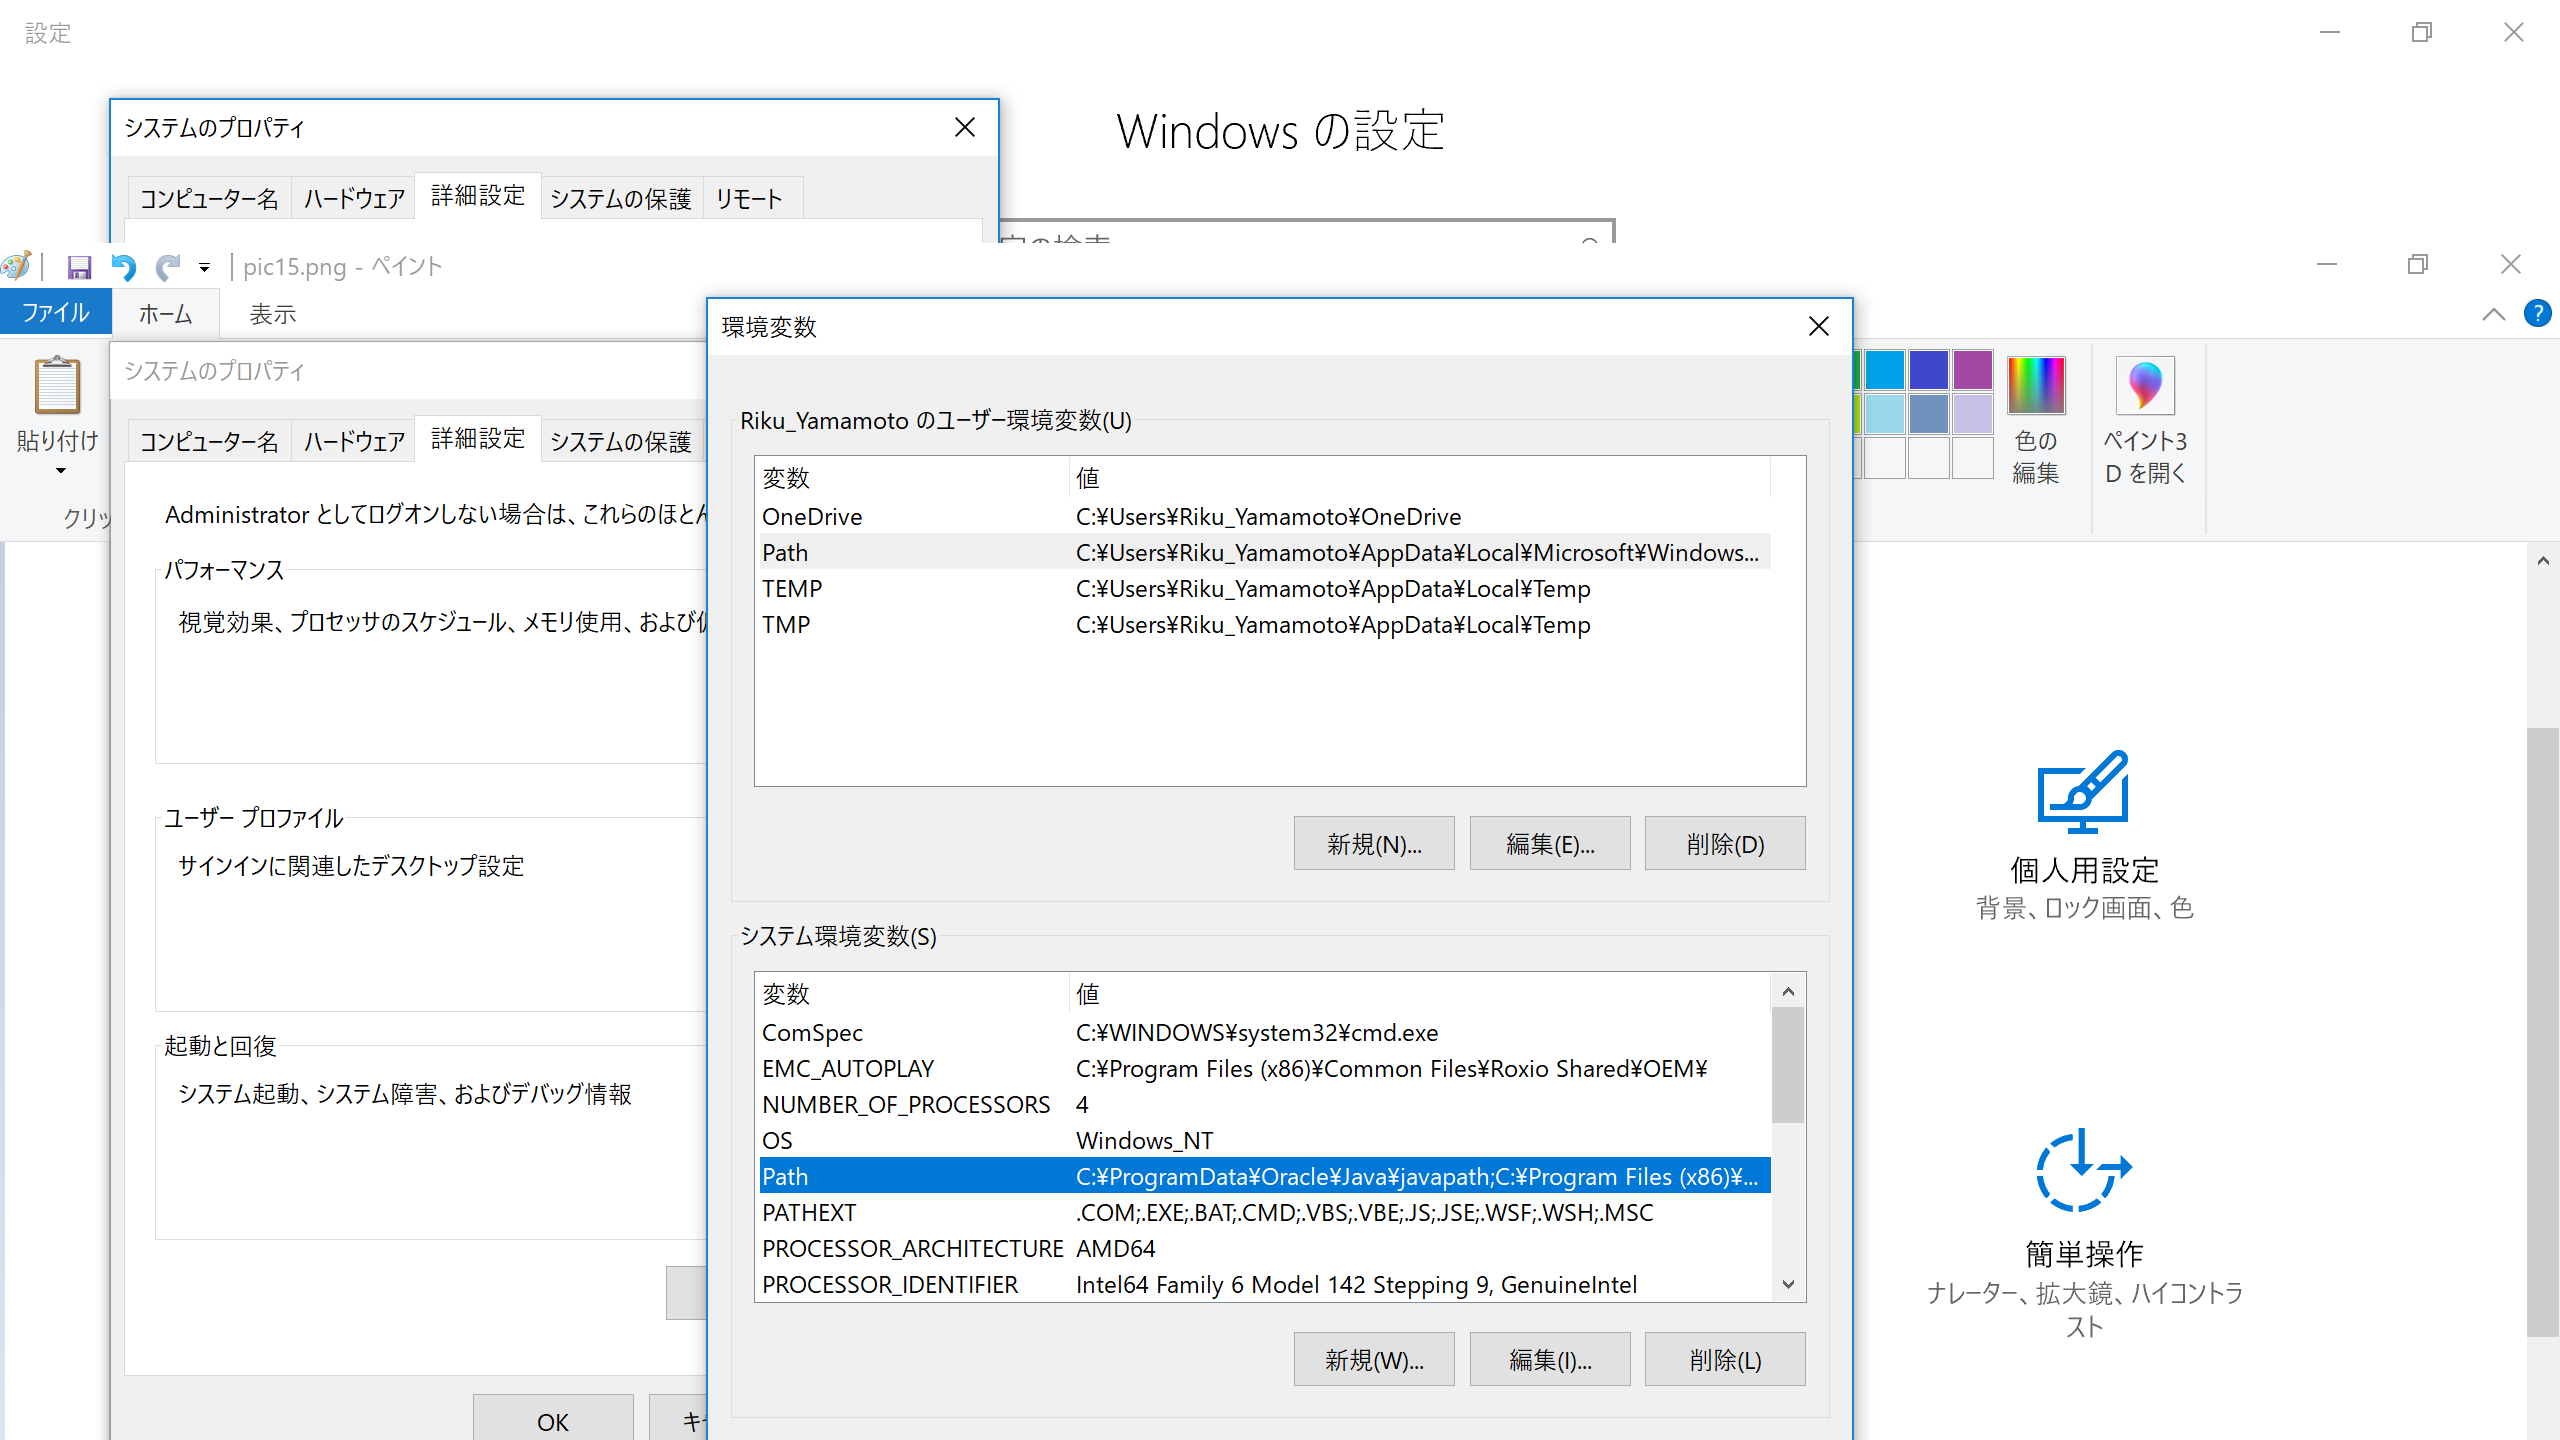 設定
Windows の設定
システムのプロパティ
コンピューター名 ハードウェア 詳細設定 システムの保護 リモート
pic15.png - ペイント
ファイル ホーム 表示
貼り付け
クリッ
色の
編集
ペイント3
D を開く
システムのプロパティ
コンピューター名 ハードウェア 詳細設定 システムの保護
Administrator としてログオンしない場合は、これらのほとん
パフォーマンス
視覚効果、プロセッサのスケジュール、メモリ使用、および
ユーザー プロファイル
サインインに関連したデスクトップ設定
起動と回復
システム起動、システム障害、およびデバッグ情報
OK
環境変数
Riku_Yamamoto のユーザー環境変数(U)
変数 値
OneDrive C:¥Users¥Riku_Yamamoto¥OneDrive
Path C:¥Users¥Riku_Yamamoto¥AppData¥Local¥Microsoft¥Windows...
TEMP C:¥Users¥Riku_Yamamoto¥AppData¥Local¥Temp
TMP C:¥Users¥Riku_Yamamoto¥AppData¥Local¥Temp
新規(N)... 編集(E)... 削除(D)
システム環境変数(S)
変数 値
ComSpec C:¥WINDOWS¥system32¥cmd.exe
EMC_AUTOPLAY C:¥Program Files (x86)¥Common Files¥Roxio Shared¥OEM¥
NUMBER_OF_PROCESSORS 4
OS Windows_NT
Path C:¥ProgramData¥Oracle¥Java¥javapath;C:¥Program Files (x86)¥...
PATHEXT .COM;.EXE;.BAT;.CMD;.VBS;.VBE;.JS;.JSE;.WSF;.WSH;.MSC
PROCESSOR_ARCHITECTURE AMD64
PROCESSOR_IDENTIFIER Intel64 Family 6 Model 142 Stepping 9, GenuineIntel
新規(W)... 編集(I)... 削除(L)
個人用設定
背景、ロック画面、色
簡単操作
ナレーター、拡大鏡、ハイコントラ
スト